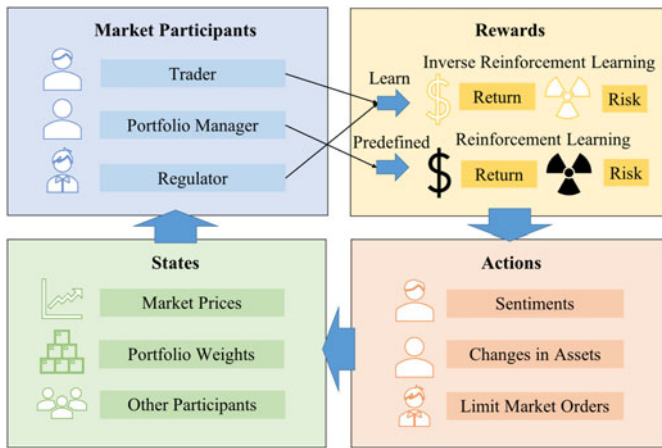 Market Participants
Trader
Portfolio Manager
Regulator
Rewards
Inverse Reinforcement Learning
Learn
$ Return Risk
Reinforcement Learning
Predefined
$ Return Risk
States
Market Prices
Portfolio Weights
Other Participants
Actions
Sentiments
Changes in Assets
Limit Market Orders